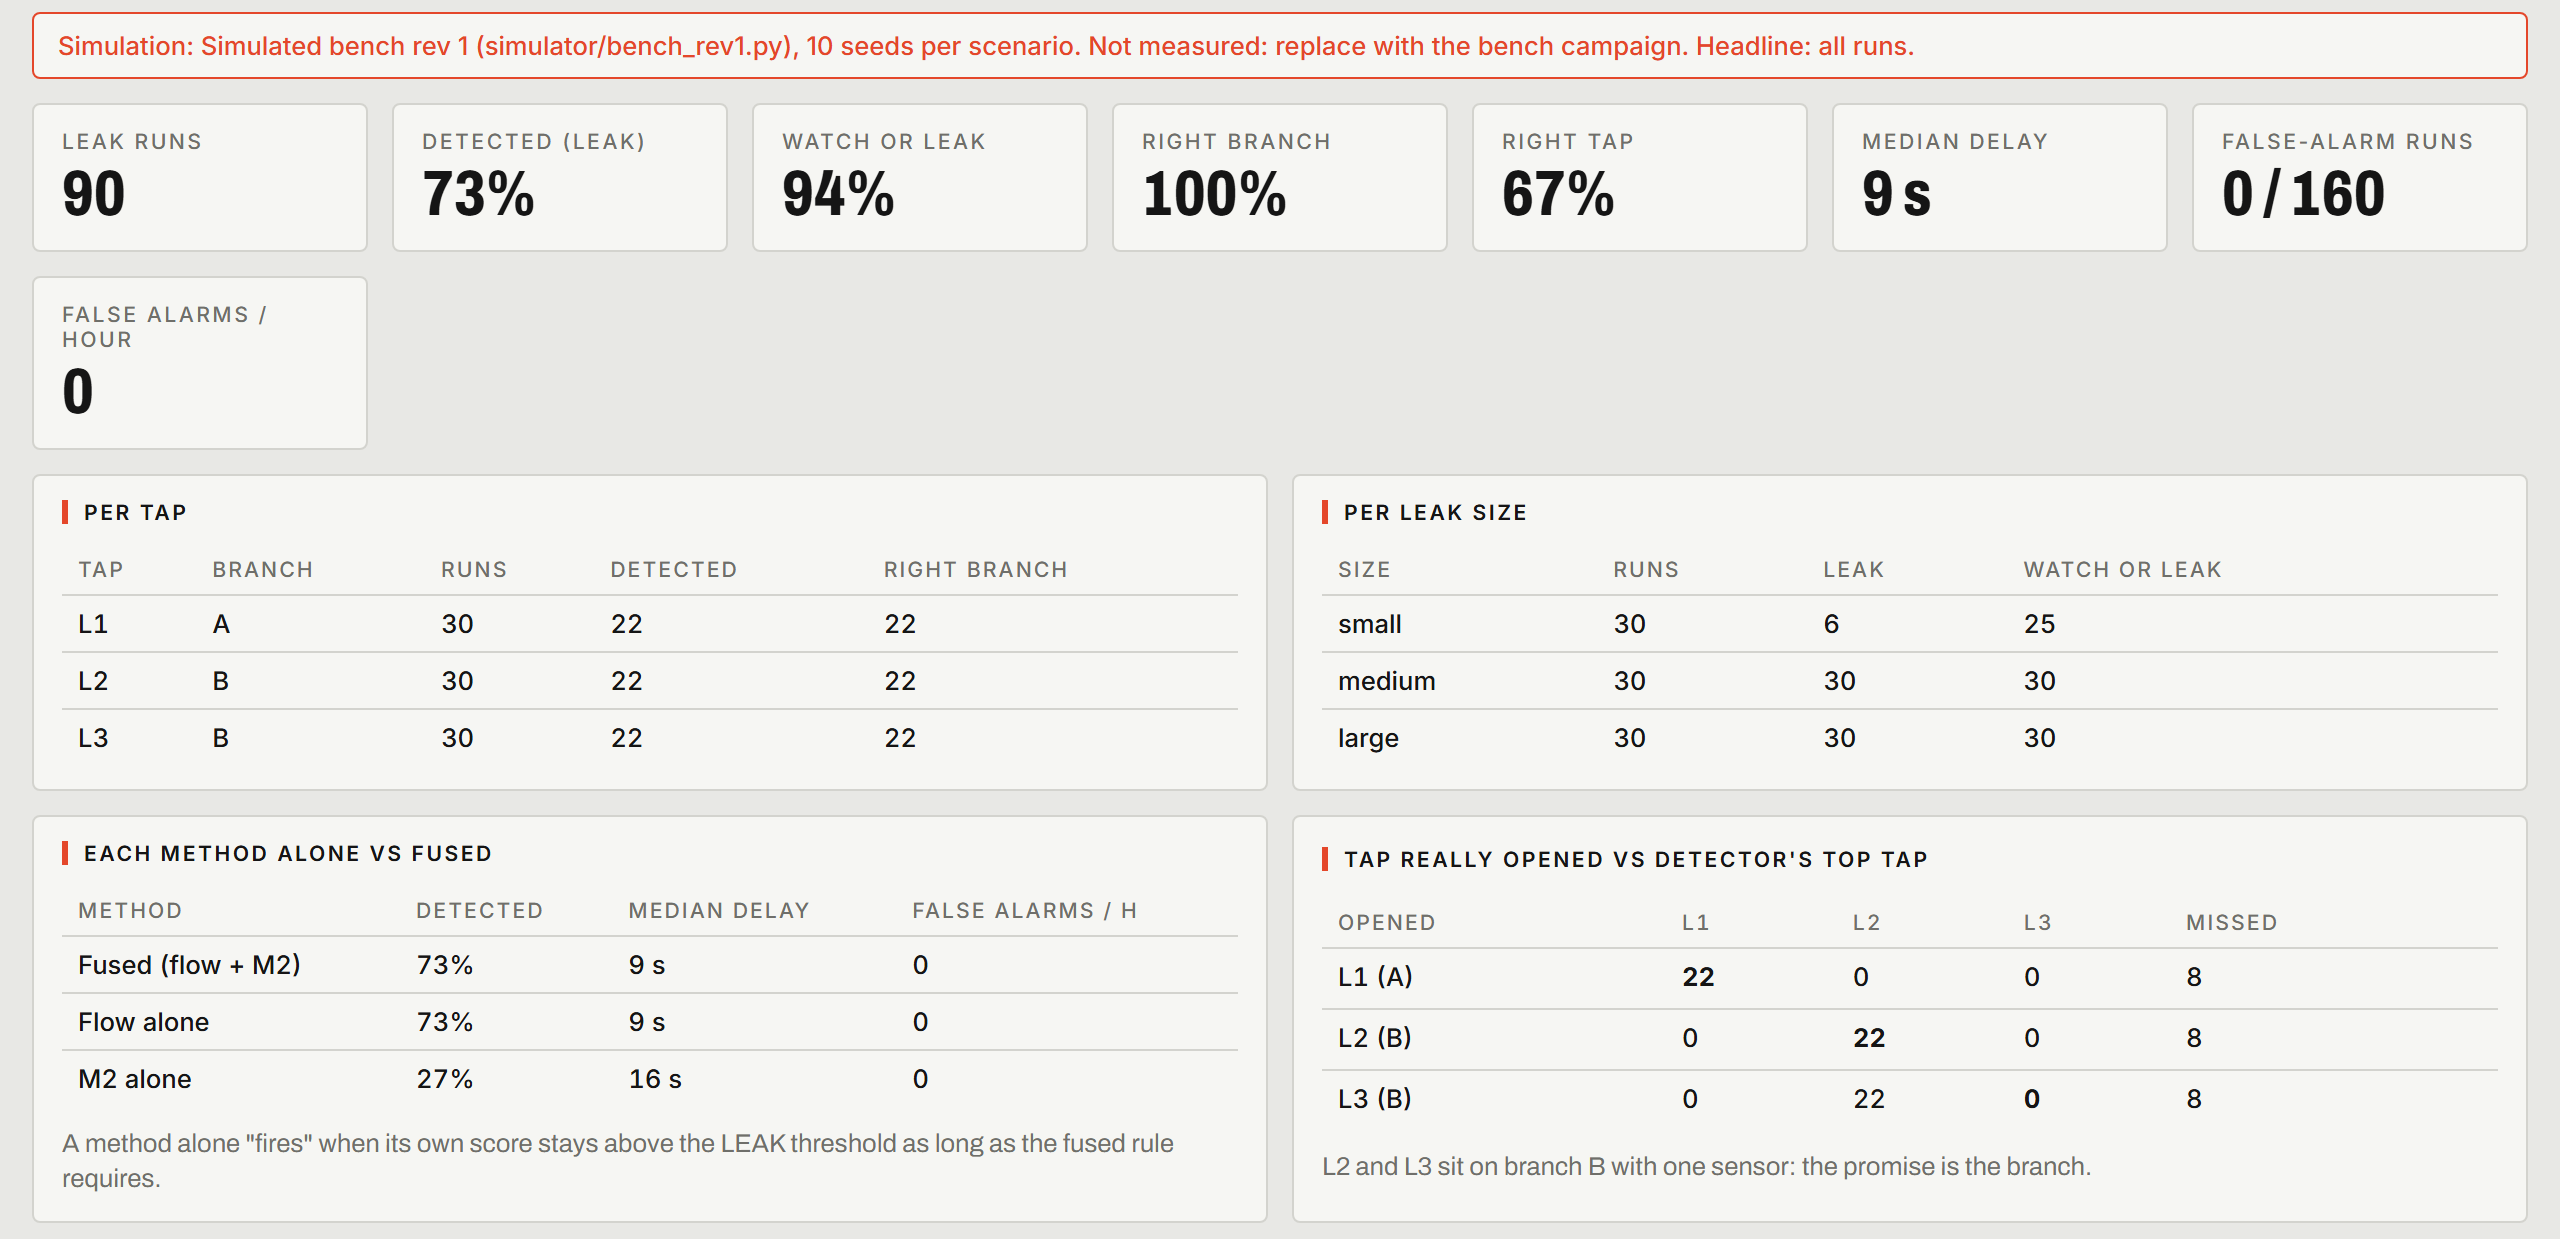 Simulation: Simulated bench rev 1 (simulator/bench_rev1.py), 10 seeds per scenario. Not measured: replace with the bench campaign. Headline: all runs.
LEAK RUNS
90
DETECTED (LEAK)
73%
WATCH OR LEAK
94%
RIGHT BRANCH
100%
RIGHT TAP
67%
MEDIAN DELAY
9 s
FALSE-ALARM RUNS
0 / 160
FALSE ALARMS /
HOUR
0
PER TAP
TAP BRANCH RUNS DETECTED RIGHT BRANCH
L1 A 30 22 22
L2 B 30 22 22
L3 B 30 22 22
PER LEAK SIZE
SIZE RUNS LEAK WATCH OR LEAK
small 30 6 25
medium 30 30 30
large 30 30 30
EACH METHOD ALONE VS FUSED
METHOD DETECTED MEDIAN DELAY FALSE ALARMS / H
Fused (flow + M2) 73% 9 s 0
Flow alone 73% 9 s 0
M2 alone 27% 16 s 0
A method alone "fires" when its own score stays above the LEAK threshold as long as the fused rule
requires.
TAP REALLY OPENED VS DETECTOR'S TOP TAP
OPENED L1 L2 L3 MISSED
L1 (A) 22 0 0 8
L2 (B) 0 22 0 8
L3 (B) 0 22 0 8
L2 and L3 sit on branch B with one sensor: the promise is the branch.